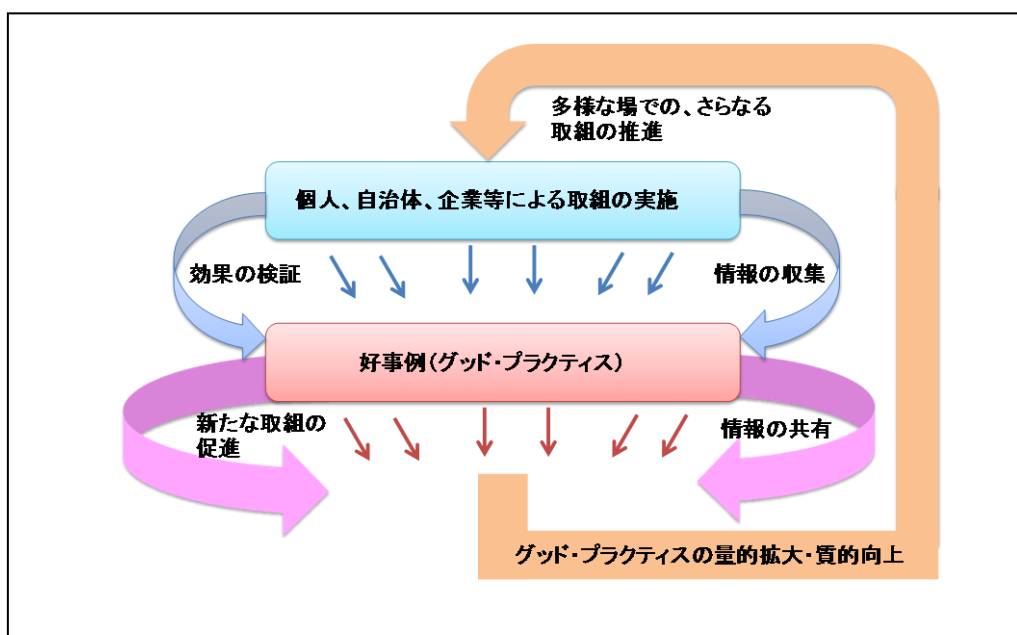 多様な場での、さらなる
取組の推進
個人、自治体、企業等による取組の実施
効果の検証
情報の収集
好事例(グッド・プラクティス)
新たな取組の
促進
情報の共有
グッド・プラクティスの量的拡大・質的向上